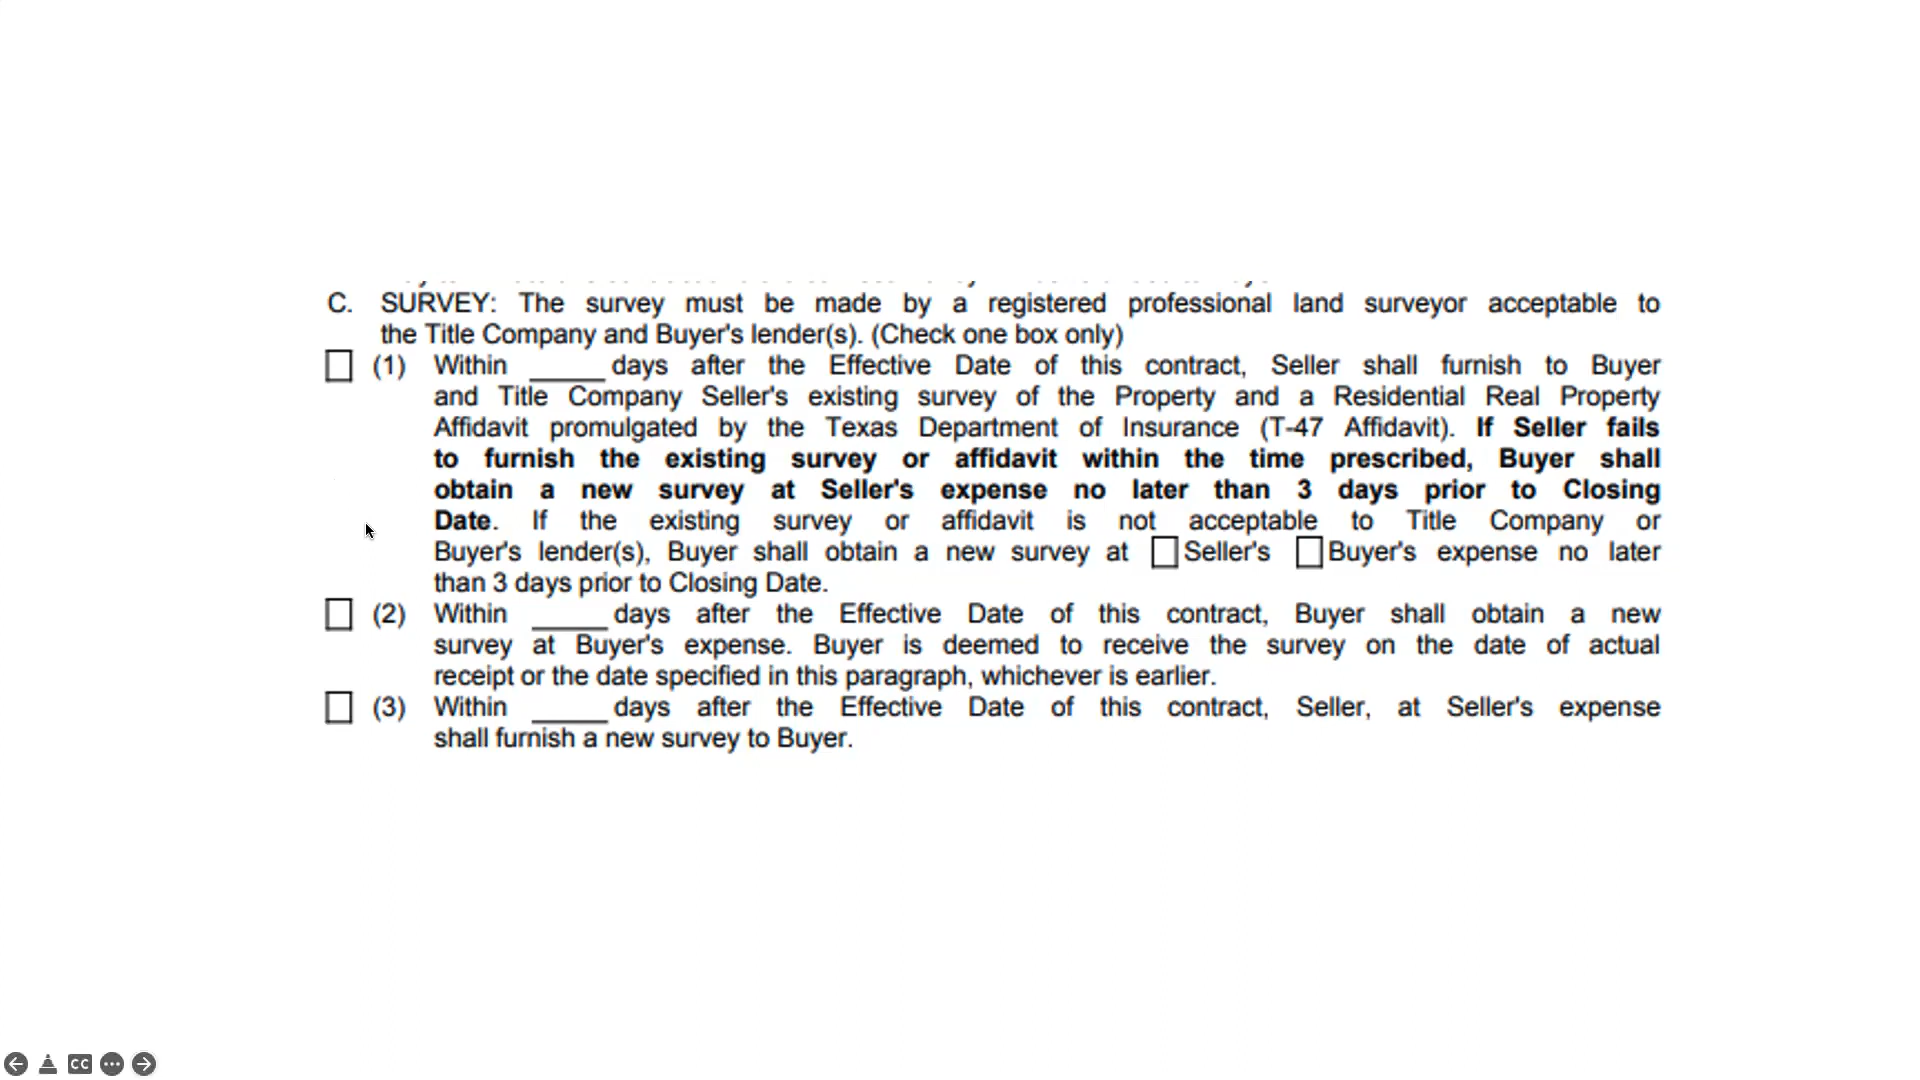 C. SURVEY: The survey must be made by a registered professional land surveyor acceptable to
the Title Company and Buyer's lender(s). (Check one box only)
(1) Within ______ days after the Effective Date of this contract, Seller shall furnish to Buyer
and Title Company Seller's existing survey of the Property and a Residential Real Property
Affidavit promulgated by the Texas Department of Insurance (T-47 Affidavit). If Seller fails
to furnish the existing survey or affidavit within the time prescribed, Buyer shall
obtain a new survey at Seller's expense no later than 3 days prior to Closing
Date. If the existing survey or affidavit is not acceptable to Title Company or
Buyer's lender(s), Buyer shall obtain a new survey at Seller's Buyer's expense no later
than 3 days prior to Closing Date.
(2) Within ______ days after the Effective Date of this contract, Buyer shall obtain a new
survey at Buyer's expense. Buyer is deemed to receive the survey on the date of actual
receipt or the date specified in this paragraph, whichever is earlier.
(3) Within ______ days after the Effective Date of this contract, Seller, at Seller's expense
shall furnish a new survey to Buyer.
CC